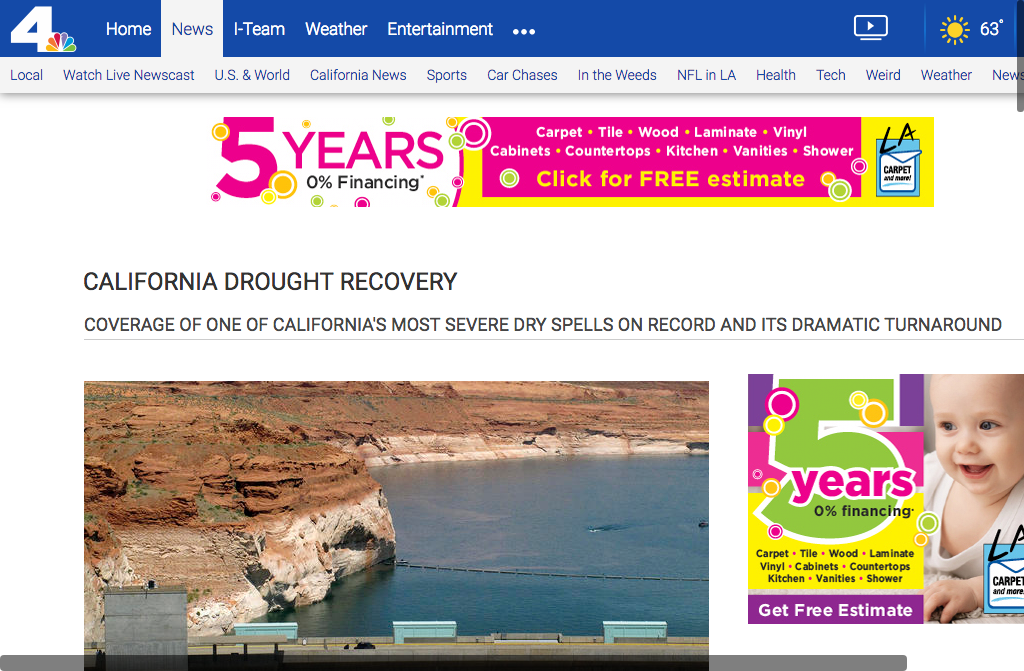 4 Home News I-Team Weather Entertainment ••• 63°
Local Watch Live Newscast U.S. & World California News Sports Car Chases In the Weeds NFL in LA Health Tech Weird Weather News
5 YEARS
0% Financing*
Carpet • Tile • Wood • Laminate • Vinyl
Cabinets • Countertops • Kitchen • Vanities • Shower
Click for FREE estimate
LA
CARPET
and more!
CALIFORNIA DROUGHT RECOVERY
COVERAGE OF ONE OF CALIFORNIA'S MOST SEVERE DRY SPELLS ON RECORD AND ITS DRAMATIC TURNAROUND
5
years
0% financing*
Carpet • Tile • Wood • Laminate
Vinyl • Cabinets • Countertops
Kitchen • Vanities • Shower
Get Free Estimate
LA
CARPET
and more